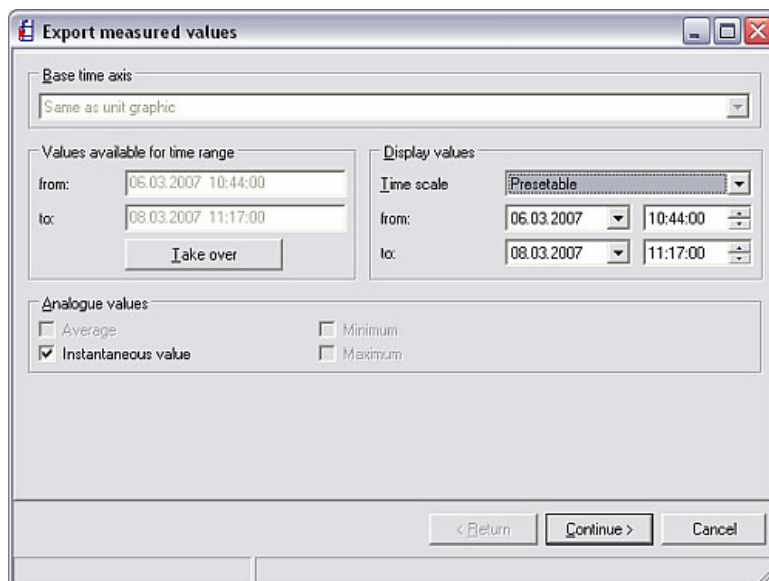 Export measured values
Base time axis
Same as unit graphic
Values available for time range
from: 06.03.2007 10:44:00
to: 08.03.2007 11:17:00
Take over
Display values
Time scale Presetable
from: 06.03.2007 10:44:00
to: 08.03.2007 11:17:00
Analogue values
Average Minimum
Instantaneous value Maximum
< Return Continue > Cancel